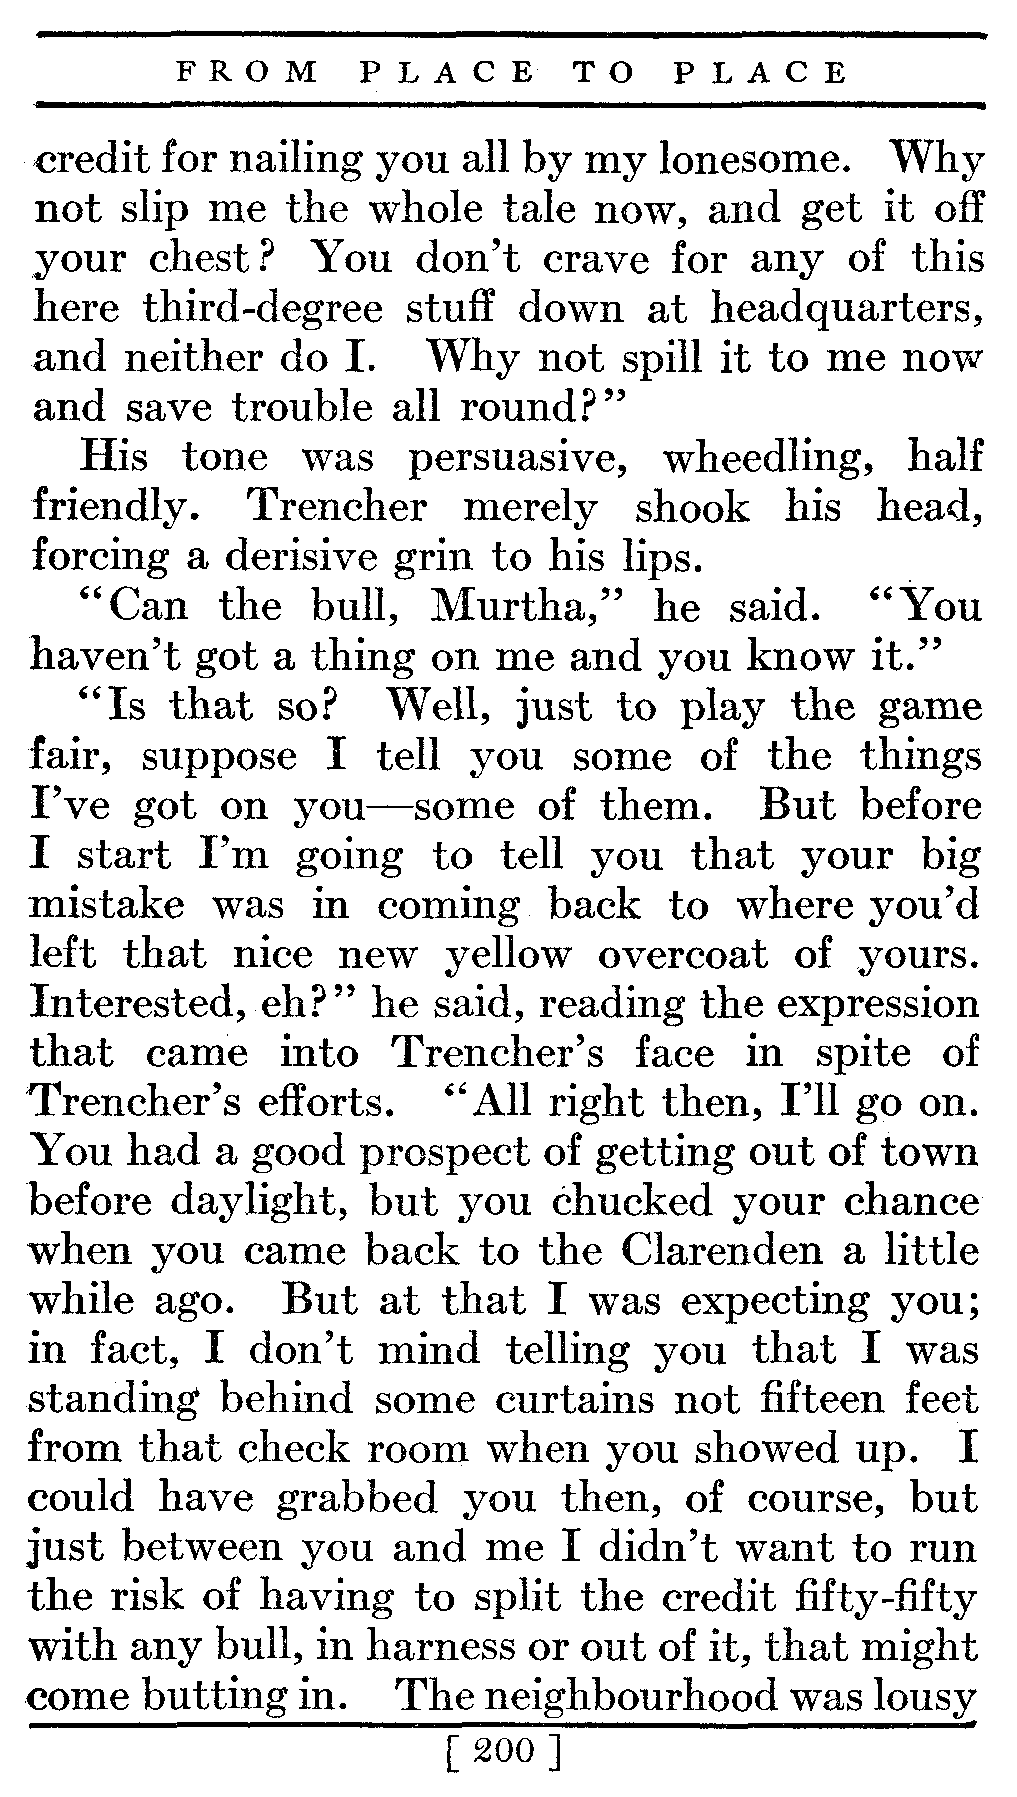 FROM PLACE TO PLACE
credit for nailing you all by my lonesome. Why
not slip me the whole tale now, and get it off
your chest? You don't crave for any of this
here third-degree stuff down at headquarters,
and neither do I. Why not spill it to me now
and save trouble all round?"
His tone was persuasive, wheedling, half
friendly. Trencher merely shook his head,
forcing a derisive grin to his lips.
"Can the bull, Murtha," he said. "You
haven't got a thing on me and you know it."
"Is that so? Well, just to play the game
fair, suppose I tell you some of the things
I've got on you—some of them. But before
I start I'm going to tell you that your big
mistake was in coming back to where you'd
left that nice new yellow overcoat of yours.
Interested, eh?" he said, reading the expression
that came into Trencher's face in spite of
Trencher's efforts. "All right then, I'll go on.
You had a good prospect of getting out of town
before daylight, but you chucked your chance
when you came back to the Clarenden a little
while ago. But at that I was expecting you;
in fact, I don't mind telling you that I was
standing behind some curtains not fifteen feet
from that check room when you showed up. I
could have grabbed you then, of course, but
just between you and me I didn't want to run
the risk of having to split the credit fifty-fifty
with any bull, in harness or out of it, that might
come butting in. The neighbourhood was lousy
[ 200 ]